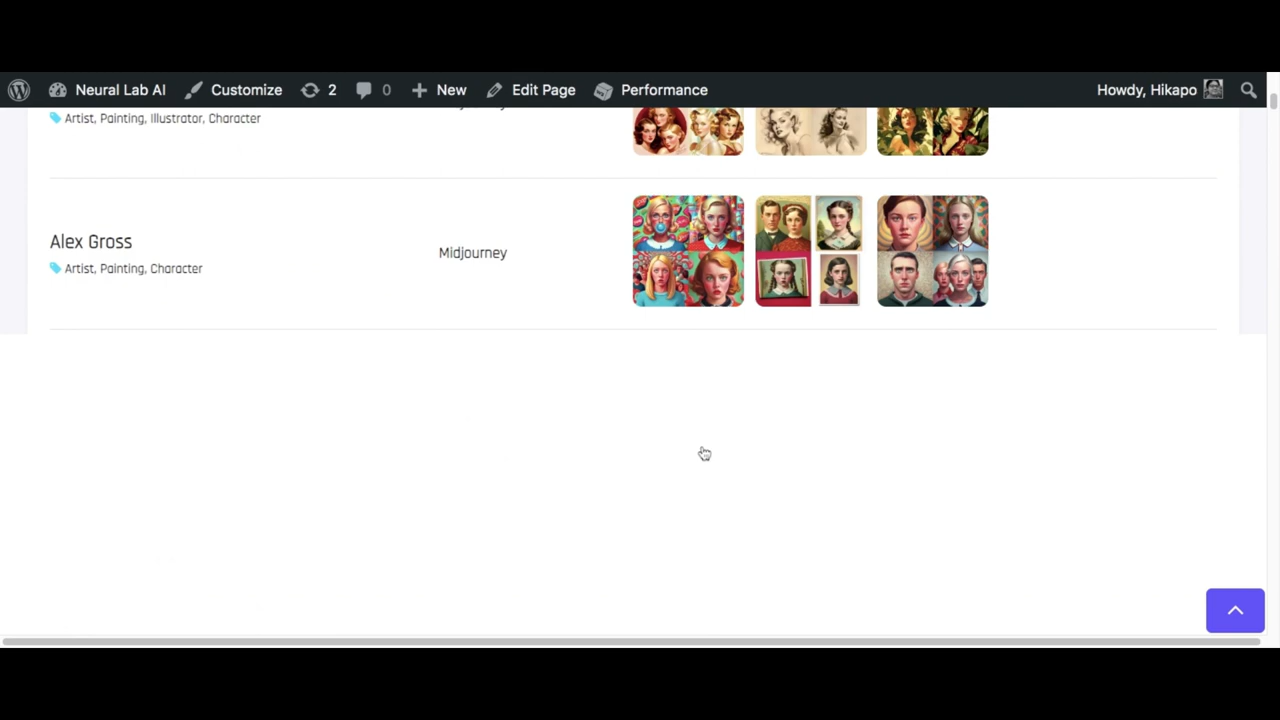 Neural Lab AI Customize 2 0 New Edit Page Performance Howdy, Hikapo
Artist, Painting, Illustrator, Character
Alex Gross
Artist, Painting, Character
Midjourney